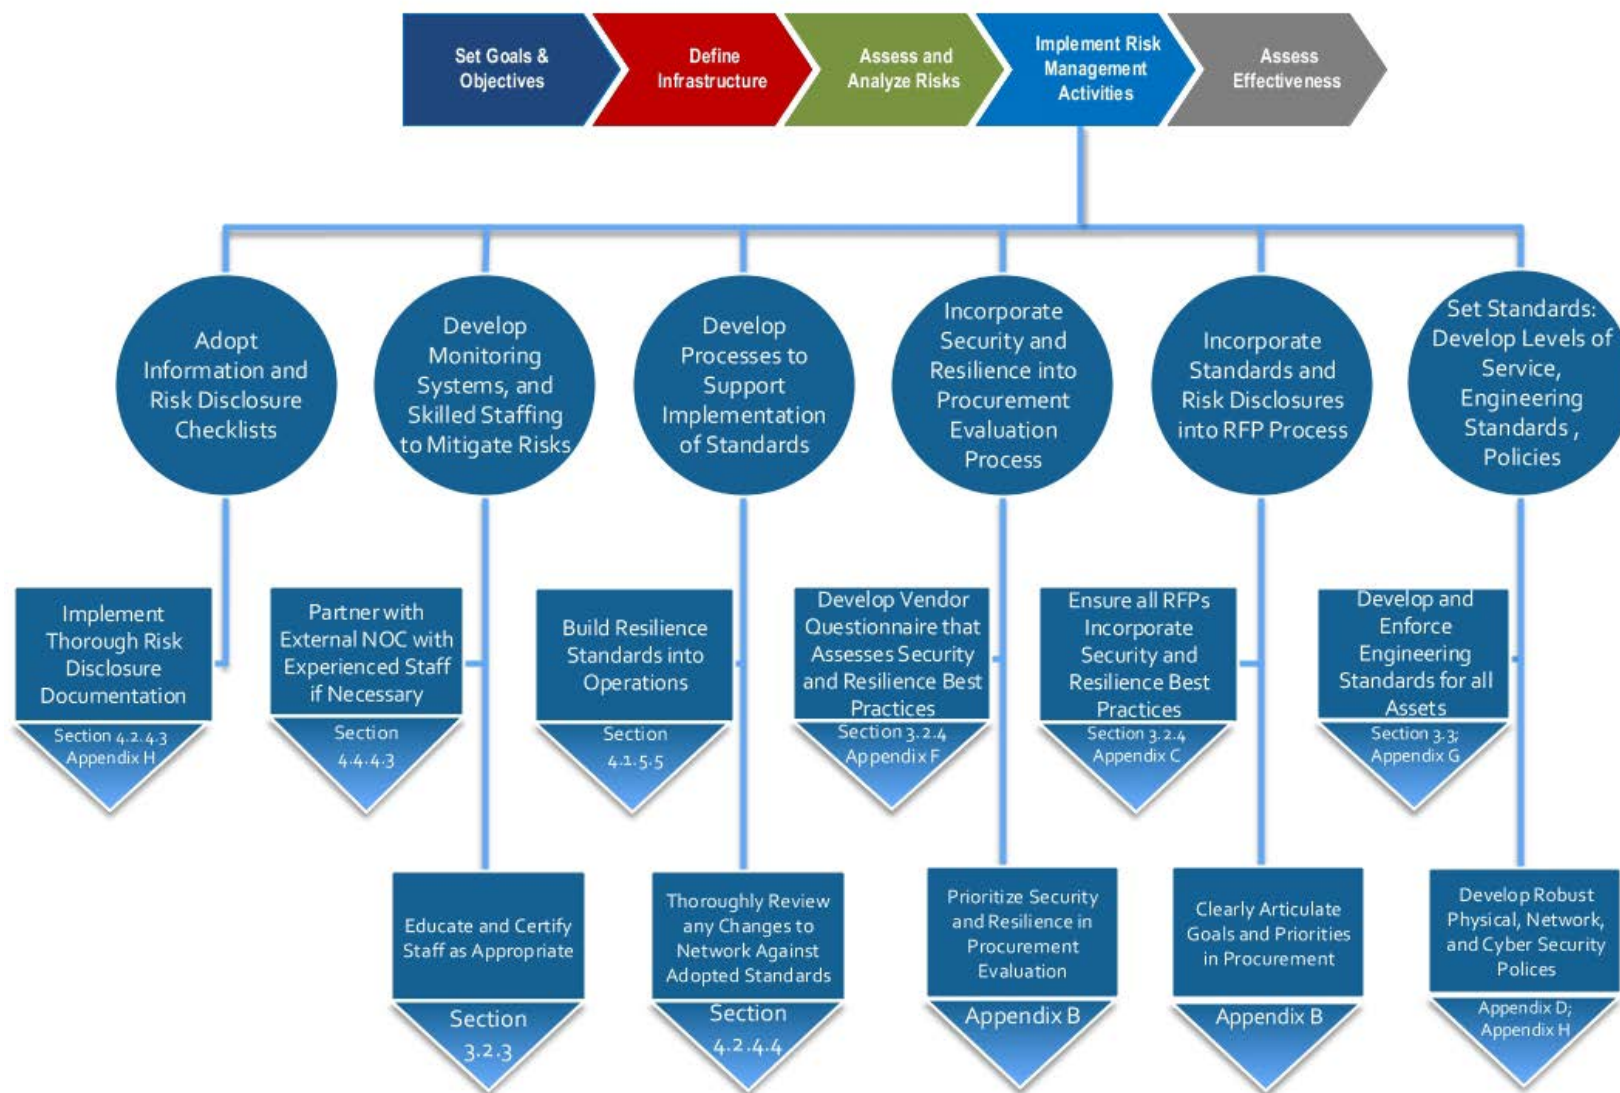 Set Goals &
Objectives
Define
Infrastructure
Assess and
Analyze Risks
Implement Risk
Management
Activities
Assess
Effectiveness
Adopt
Information and
Risk Disclosure
Checklists
Develop
Monitoring
Systems, and
Skilled Staffing
to Mitigate Risks
Develop
Processes to
Support
Implementation
of Standards
Incorporate
Security and
Resilience into
Procurement
Evaluation
Process
Incorporate
Standards and
Risk Disclosures
into RFP Process
Set Standards:
Develop Levels of
Service,
Engineering
Standards ,
Policies
Implement
Thorough Risk
Disclosure
Documentation
Section 4.2.4.3
Appendix H
Partner with
External NOC with
Experienced Staff
if Necessary
Section
4.4.4.3
Build Resilience
Standards into
Operations
Section
4.1.5.5
Develop Vendor
Questionnaire that
Assesses Security
and Resilience Best
Practices
Section 3.2.4
Appendix F
Ensure all RFPs
Incorporate
Security and
Resilience Best
Practices
Section 3.2.4
Appendix C
Develop and
Enforce
Engineering
Standards for all
Assets
Section 3.3;
Appendix G
Educate and Certify
Staff as Appropriate
Section
3.2.3
Thoroughly Review
any Changes to
Network Against
Adopted Standards
Section
4.2.4.4
Prioritize Security
and Resilience in
Procurement
Evaluation
Appendix B
Clearly Articulate
Goals and Priorities
in Procurement
Appendix B
Develop Robust
Physical, Network,
and Cyber Security
Polices
Appendix D;
Appendix H